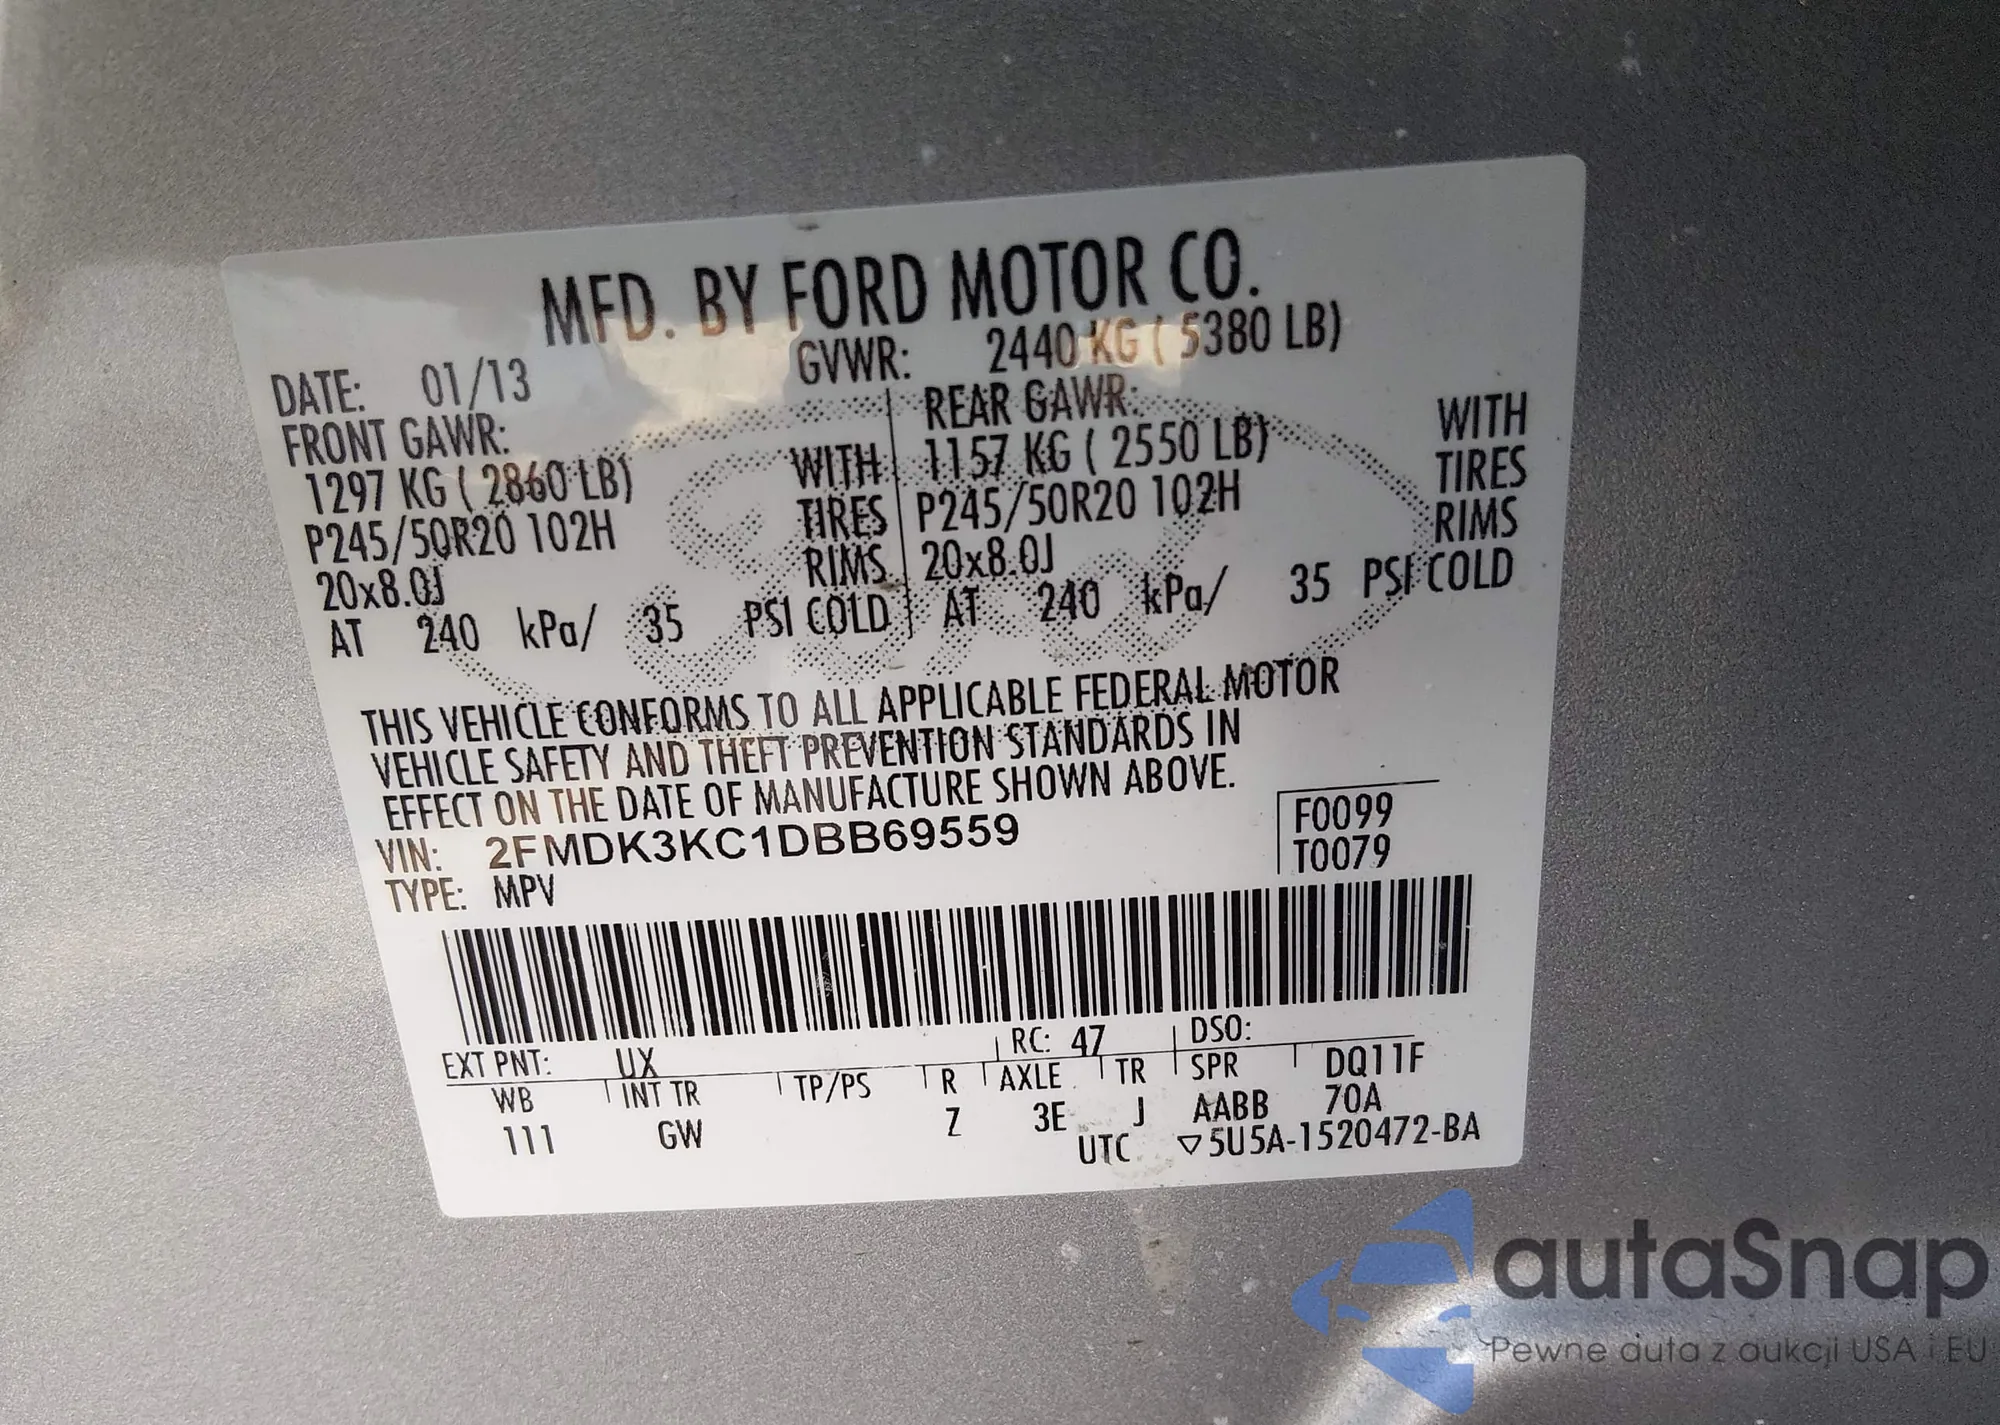 MFD. BY FORD MOTOR CO.
DATE: 01/13 GVWR: 2440 KG ( 5380 LB)
FRONT GAWR: REAR GAWR:
1297 KG ( 2860 LB) WITH 1157 KG ( 2550 LB) WITH
P245/50R20 102H TIRES P245/50R20 102H TIRES
20x8.0J RIMS 20x8.0J RIMS
AT 240 kPa/ 35 PSI COLD AT 240 kPa/ 35 PSI COLD
THIS VEHICLE CONFORMS TO ALL APPLICABLE FEDERAL MOTOR
VEHICLE SAFETY AND THEFT PREVENTION STANDARDS IN
EFFECT ON THE DATE OF MANUFACTURE SHOWN ABOVE.
VIN: 2FMDK3KC1DBB69559 F0099
TYPE: MPV T0079
EXT PNT: UX RC: 47 DSO:
WB INT TR TP/PS R AXLE TR SPR DQ11F
111 GW Z 3E J AABB 70A
UTC ▽5U5A-1520472-BA
autaSnap
Pewne auta z aukcji USA i EU